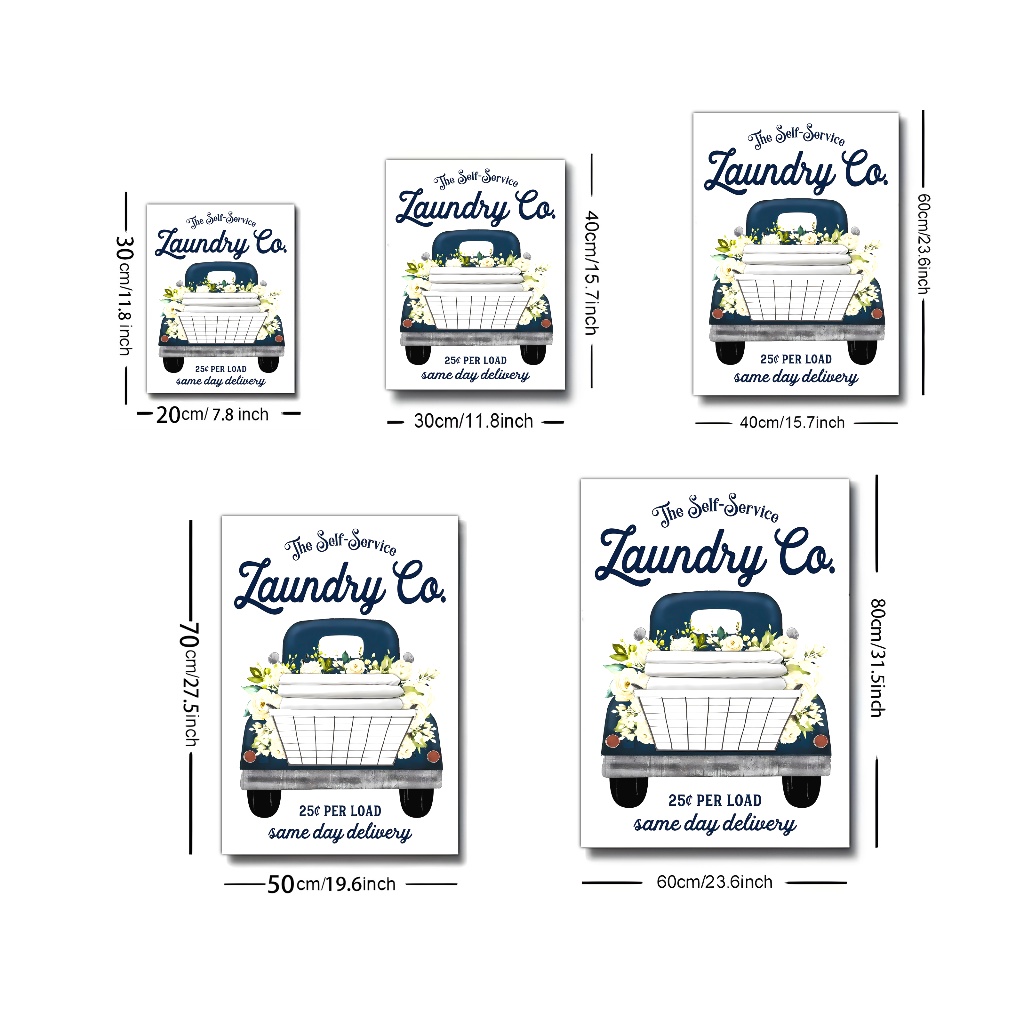 The Self-Service
Laundry Co.
25¢ PER LOAD
same day delivery
30cm/11.8 inch
20cm/ 7.8 inch
The Self-Service
Laundry Co.
25¢ PER LOAD
same day delivery
40cm/15.7inch
30cm/11.8inch
The Self-Service
Laundry Co.
25¢ PER LOAD
same day delivery
60cm/23.6inch
40cm/15.7inch
The Self-Service
Laundry Co.
25¢ PER LOAD
same day delivery
70cm/27.5inch
50cm/19.6inch
The Self-Service
Laundry Co.
25¢ PER LOAD
same day delivery
80cm/31.5inch
60cm/23.6inch